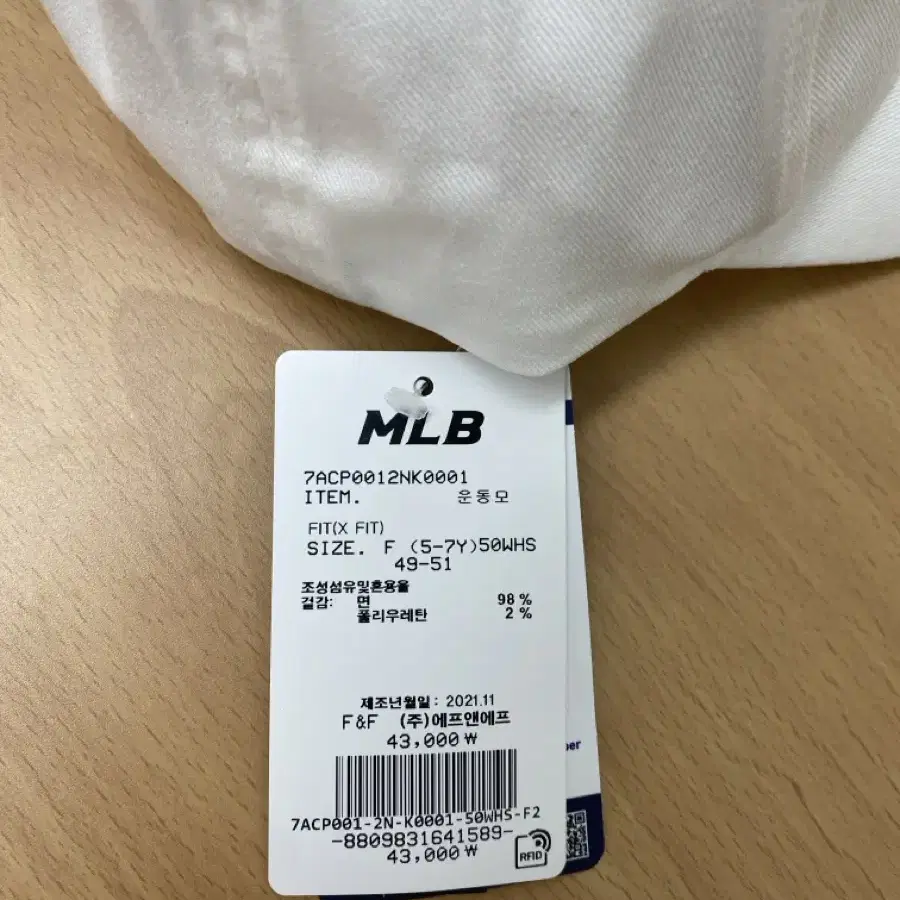 MLB
7ACP0012NK0001
ITEM. 운동모
FIT(X FIT)
SIZE. F (5-7Y)50WHS
49-51
조성섬유및혼용율
겉감: 면 98 %
폴리우레탄 2 %
제조년월일: 2021.11
F&F (주)에프앤에프
43,000₩
7ACP001-2N-K0001-50WHS-F2
-8809831641589-
43,000₩
RFID